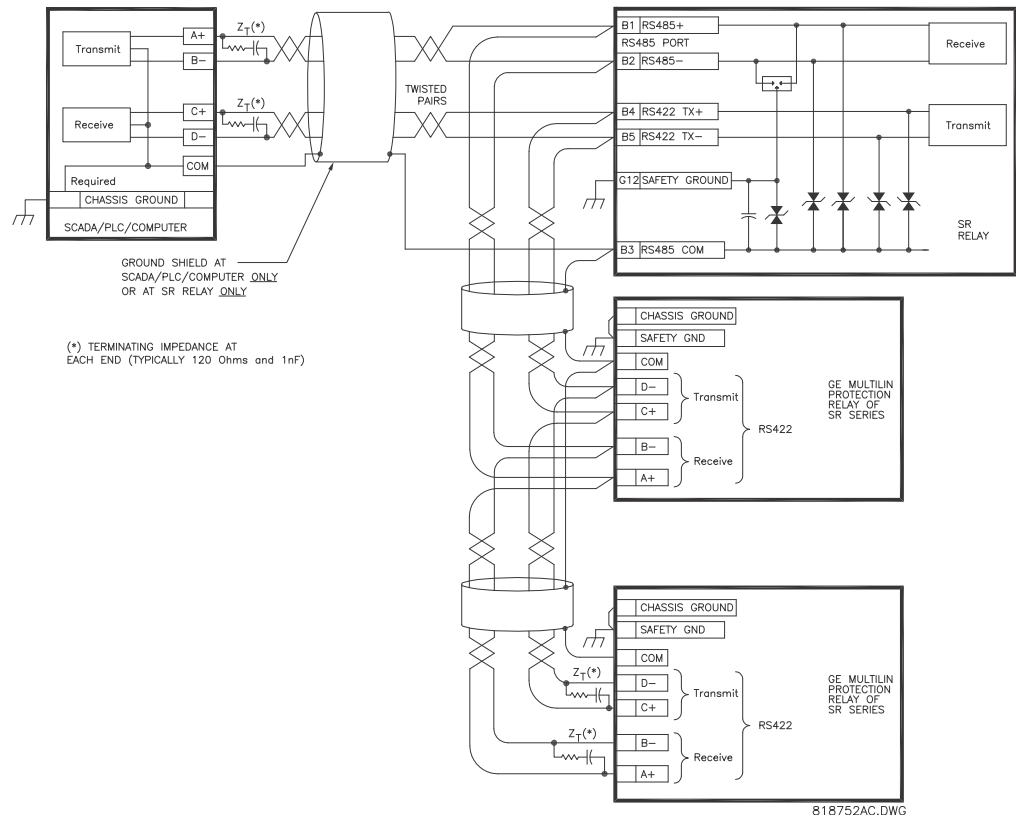 Z_T(*)
A+
Transmit
B-
Z_T(*)
C+
Receive
D-
COM
Required
CHASSIS GROUND
SCADA/PLC/COMPUTER
TWISTED
PAIRS
GROUND SHIELD AT
SCADA/PLC/COMPUTER ONLY
OR AT SR RELAY ONLY
(*) TERMINATING IMPEDANCE AT
EACH END (TYPICALLY 120 Ohms and 1nF)
B1 RS485+
RS485 PORT
B2 RS485-
Receive
B4 RS422 TX+
B5 RS422 TX-
Transmit
G12 SAFETY GROUND
SR
RELAY
B3 RS485 COM
CHASSIS GROUND
SAFETY GND
COM
D-
Transmit
C+
RS422
B-
Receive
A+
GE MULTILIN
PROTECTION
RELAY OF
SR SERIES
CHASSIS GROUND
SAFETY GND
COM
Z_T(*)
D-
Transmit
C+
RS422
Z_T(*)
B-
Receive
A+
GE MULTILIN
PROTECTION
RELAY OF
SR SERIES
818752AC.DWG